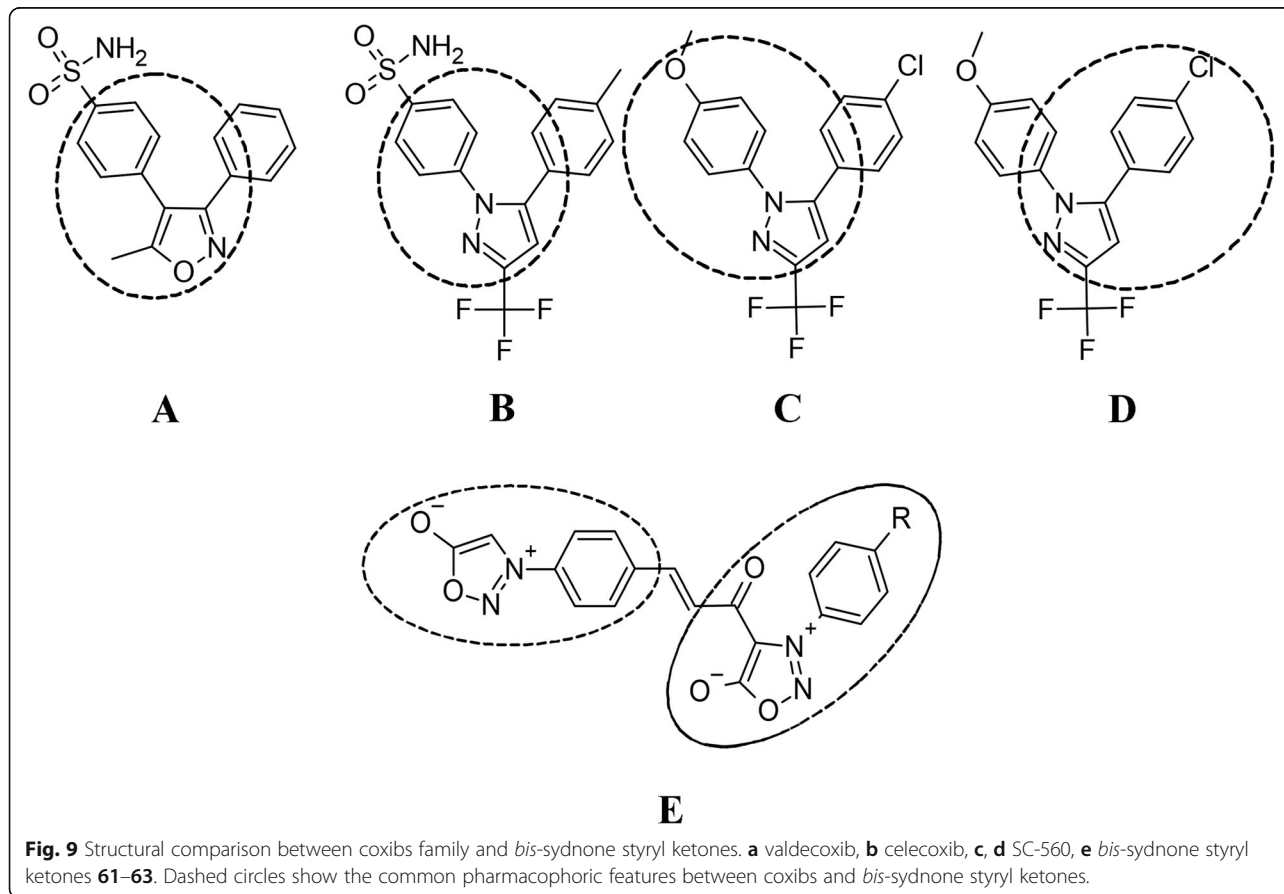 O
S
NH₂
O
N
O
A
O
S
NH₂
O
N
N
F
F
F
B
O
Cl
N
N
F
F
F
C
O
Cl
N
N
F
F
F
D
O⁻
N⁺
O
N
O
R
N⁺
O⁻
N
O
E
Fig. 9 Structural comparison between coxibs family and bis-sydnone styryl ketones. a valdecoxib, b celecoxib, c, d SC-560, e bis-sydnone styryl
ketones 61–63. Dashed circles show the common pharmacophoric features between coxibs and bis-sydnone styryl ketones.